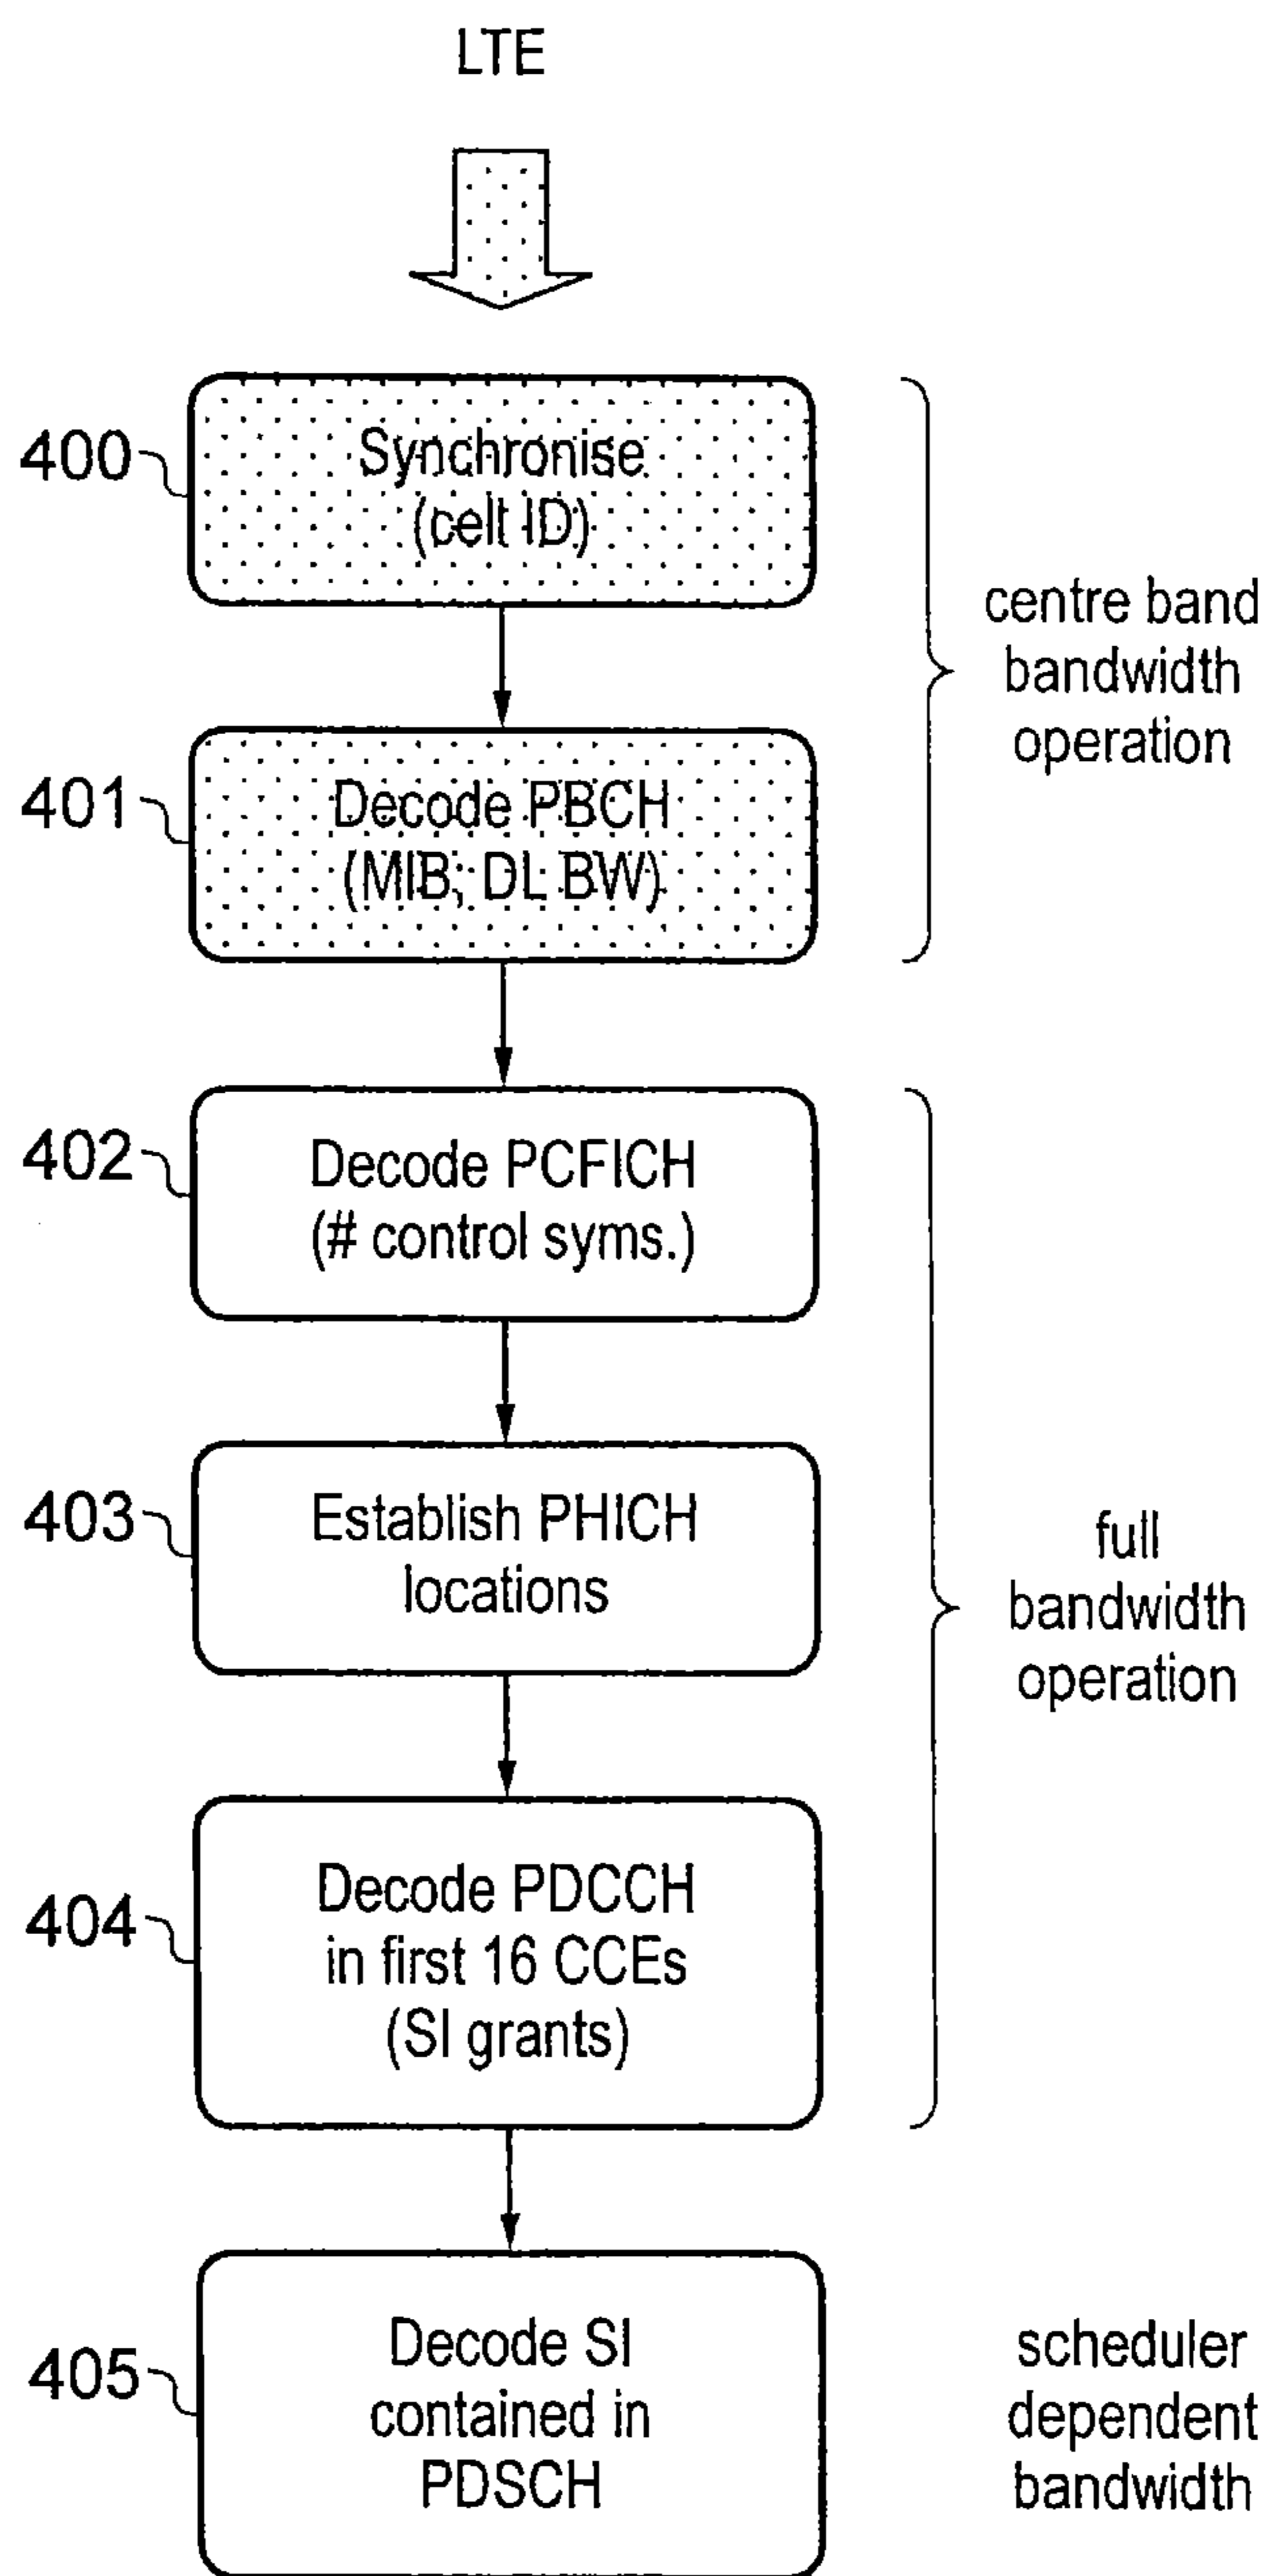 LTE
400
Synchronise
(cell ID)
centre band
bandwidth
operation
401
Decode PBCH
(MIB; DL BW)
402
Decode PCFICH
(# control syms.)
403
Establish PHICH
locations
full
bandwidth
operation
404
Decode PDCCH
in first 16 CCEs
(SI grants)
405
Decode SI
contained in
PDSCH
scheduler
dependent
bandwidth